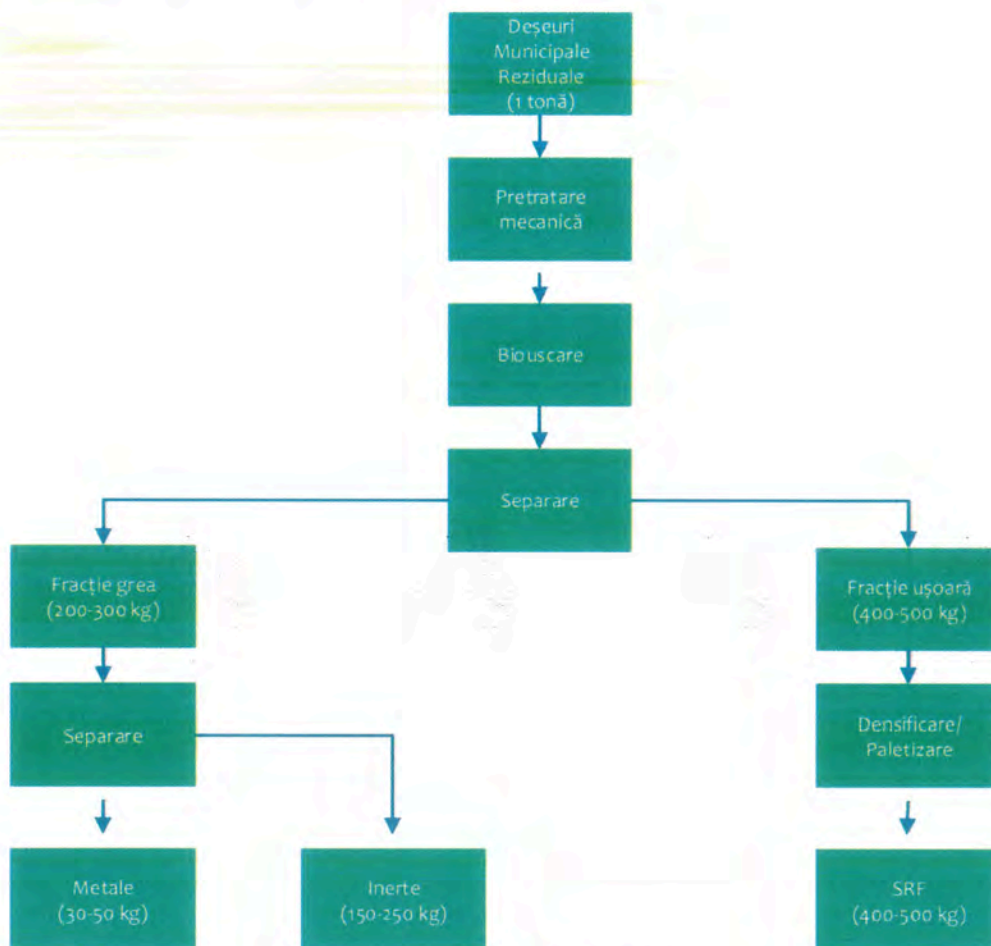 Deșeuri
Municipale
Reziduale
(1 tonă)
Pretratare
mecanică
Biouscare
Separare
Fracție grea
(200-300 kg)
Fracție ușoară
(400-500 kg)
Separare
Densificare/
Paletizare
Metale
(30-50 kg)
Inerte
(150-250 kg)
SRF
(400-500 kg)